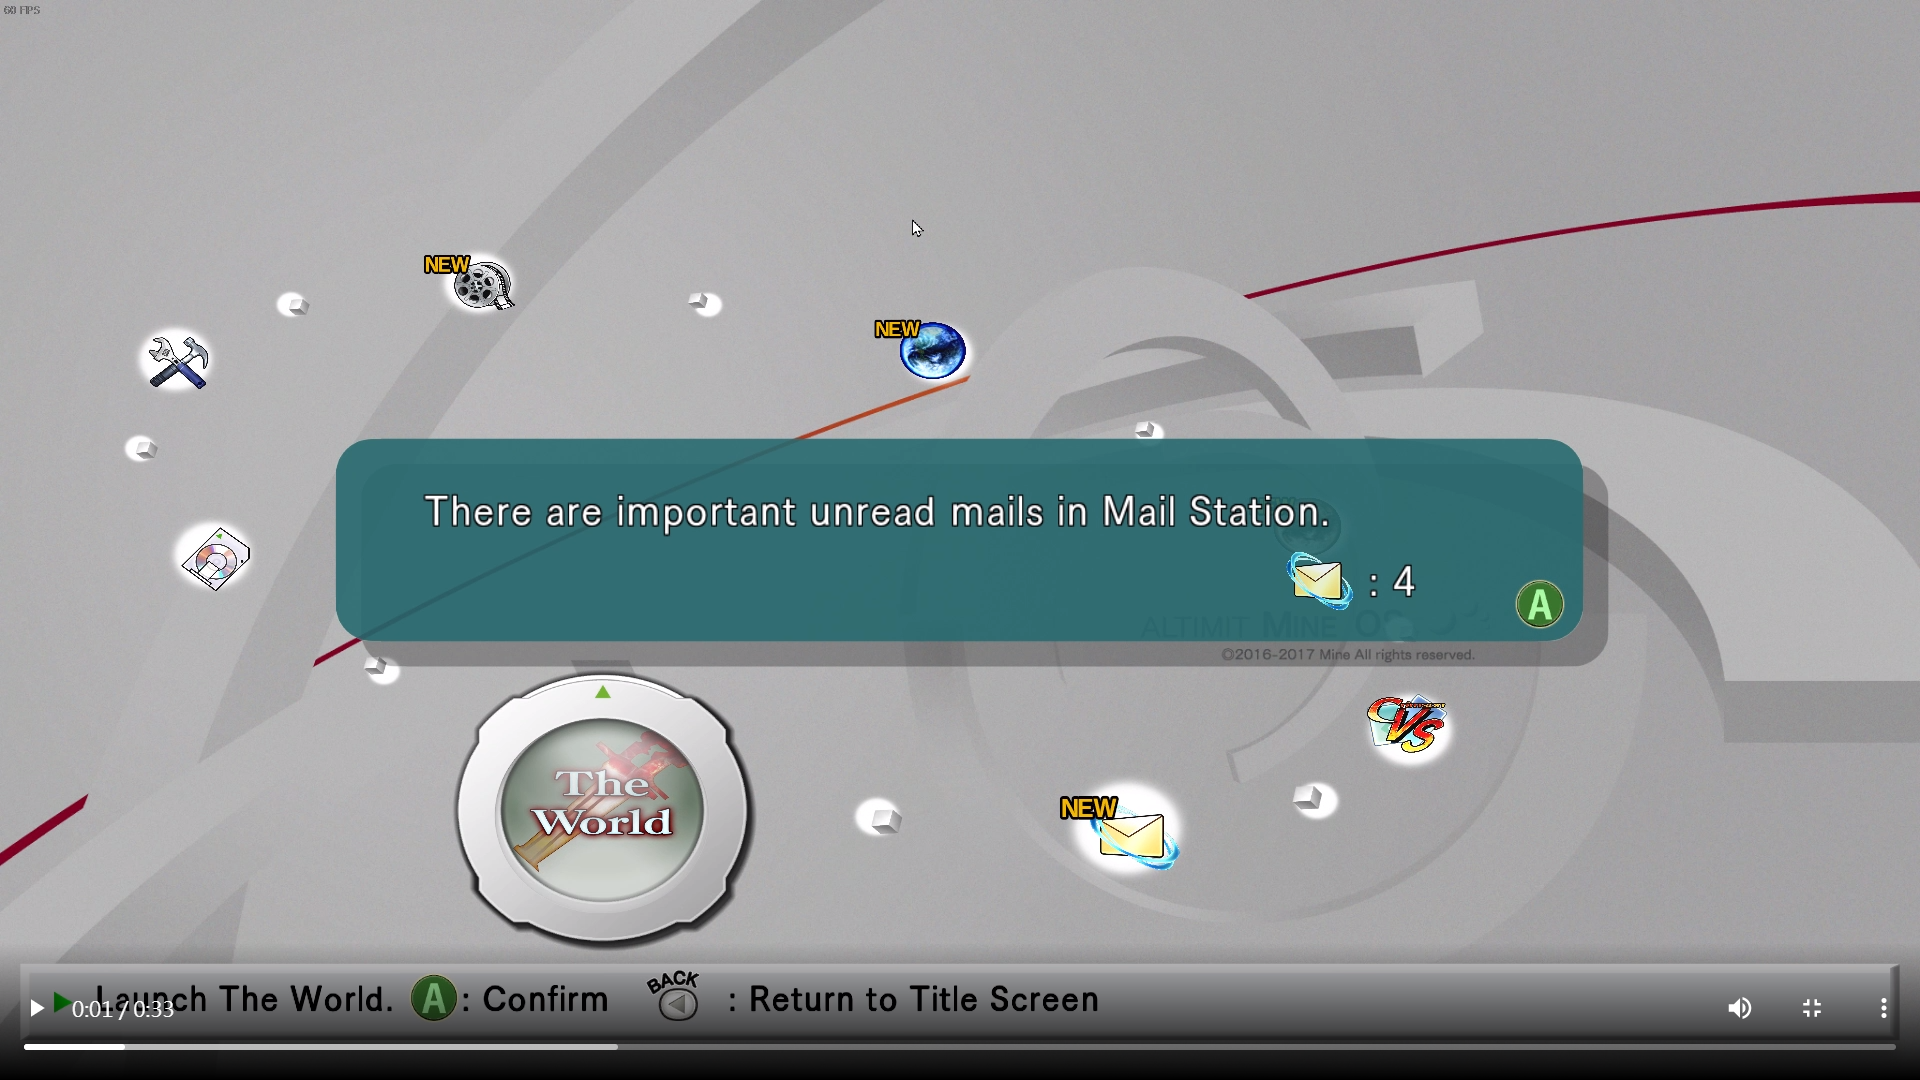 60 FPS
NEW
NEW
There are important unread mails in Mail Station.
: 4
A
ALTIMIT MINE OS
©2016-2017 Mine All rights reserved.
The
World
CVS
NEW
Launch The World. A : Confirm BACK : Return to Title Screen
0:01 / 0:33